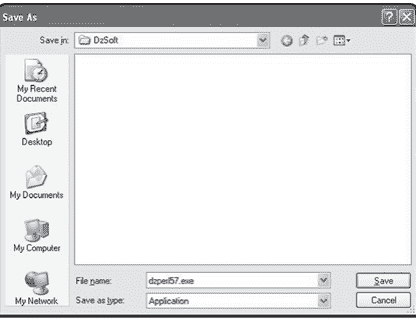 Save As
Save in: DzSoft
My Recent
Documents
Desktop
My Documents
My Computer
My Network
File name: dzperl57.exe
Save
Save as type: Application
Cancel